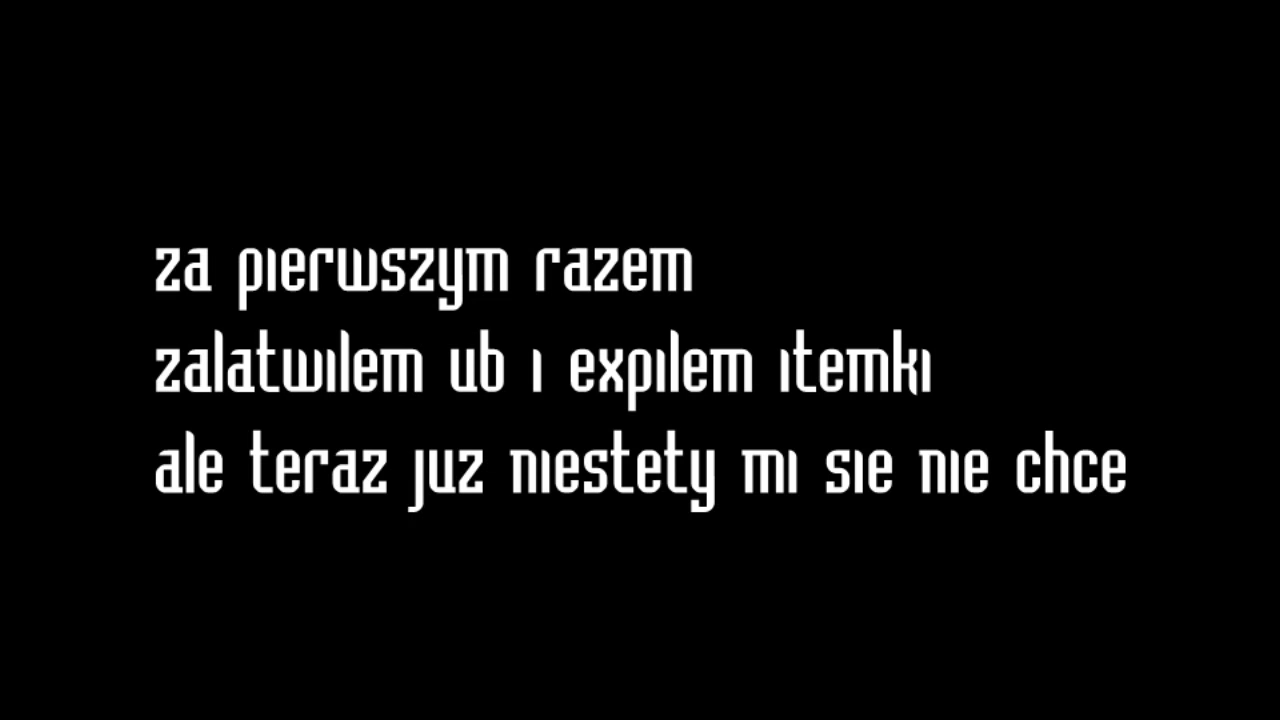 za pierwszym razem
zalatwilem ub i expilem itemki
ale teraz juz niestety mi sie nie chce